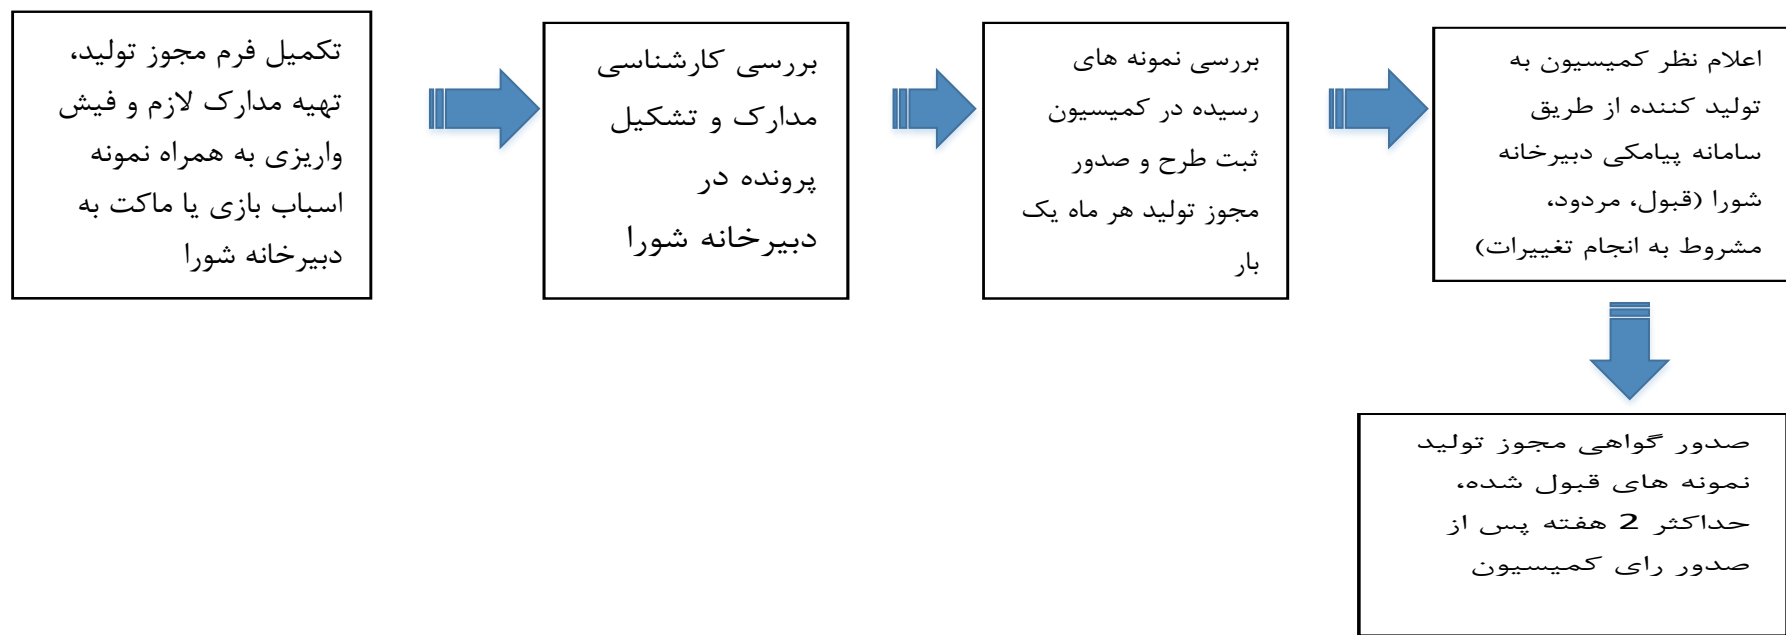 تکمیل فرم مجوز تولید،
تهیه مدارک لازم و فیش
واریزی به همراه نمونه
اسباب بازی یا ماکت به
دبیرخانه شورا
بررسی کارشناسی
مدارک و تشکیل
پرونده در
دبیرخانه شورا
بررسی نمونه های
رسیده در کمیسیون
ثبت طرح و صدور
مجوز تولید هر ماه یک
بار
اعلام نظر کمیسیون به
تولید کننده از طریق
سامانه پیامکی دبیرخانه
شورا (قبول، مردود،
مشروط به انجام تغییرات)
صدور گواهی مجوز تولید
نمونه های قبول شده،
حداکثر 2 هفته پس از
صدور رای کمیسیون